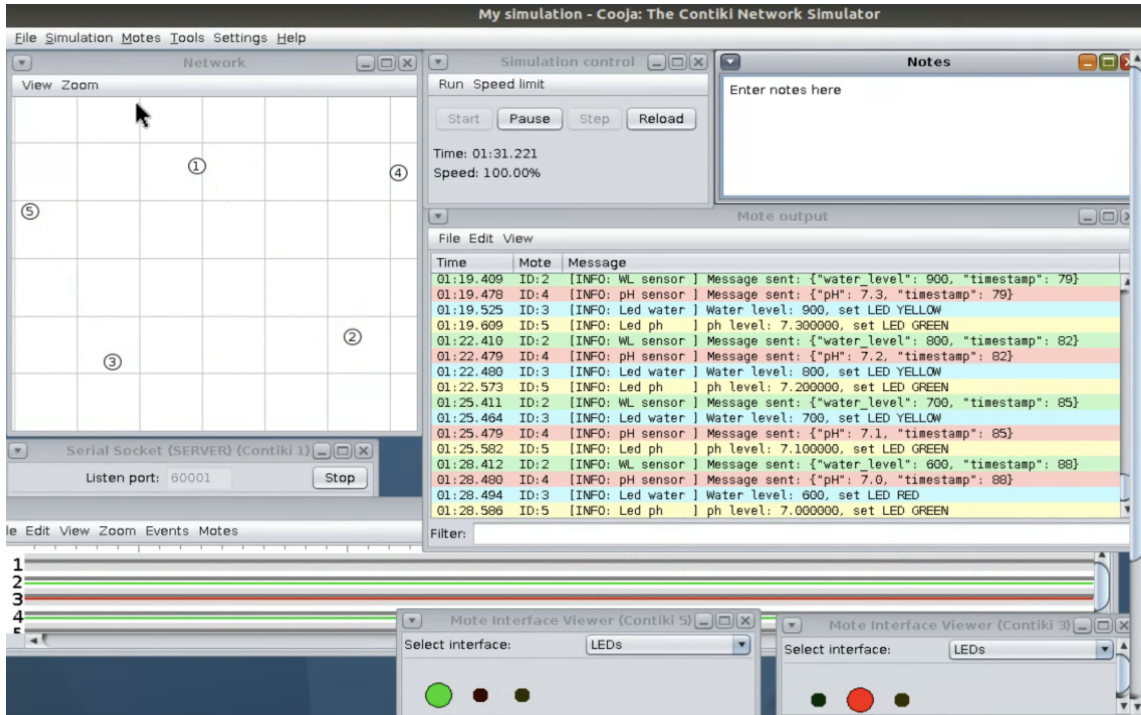 My simulation - Cooja: The Contiki Network Simulator
File Simulation Motes Tools Settings Help
Network
View Zoom
1
4
5
2
3
Simulation control
Run Speed limit
Start Pause Step Reload
Time: 01:31.221
Speed: 100.00%
Notes
Enter notes here
Mote output
File Edit View
Time Mote Message
01:19.409 ID:2 [INFO: WL sensor ] Message sent: {"water_level": 900, "timestamp": 79}
01:19.478 ID:4 [INFO: pH sensor ] Message sent: {"pH": 7.3, "timestamp": 79}
01:19.525 ID:3 [INFO: Led water ] Water level: 900, set LED YELLOW
01:19.609 ID:5 [INFO: Led ph ] ph level: 7.300000, set LED GREEN
01:22.410 ID:2 [INFO: WL sensor ] Message sent: {"water_level": 800, "timestamp": 82}
01:22.479 ID:4 [INFO: pH sensor ] Message sent: {"pH": 7.2, "timestamp": 82}
01:22.480 ID:3 [INFO: Led water ] Water level: 800, set LED YELLOW
01:22.573 ID:5 [INFO: Led ph ] ph level: 7.200000, set LED GREEN
01:25.411 ID:2 [INFO: WL sensor ] Message sent: {"water_level": 700, "timestamp": 85}
01:25.464 ID:3 [INFO: Led water ] Water level: 700, set LED YELLOW
01:25.479 ID:4 [INFO: pH sensor ] Message sent: {"pH": 7.1, "timestamp": 85}
01:25.582 ID:5 [INFO: Led ph ] ph level: 7.100000, set LED GREEN
01:28.412 ID:2 [INFO: WL sensor ] Message sent: {"water_level": 600, "timestamp": 88}
01:28.480 ID:4 [INFO: pH sensor ] Message sent: {"pH": 7.0, "timestamp": 88}
01:28.494 ID:3 [INFO: Led water ] Water level: 600, set LED RED
01:28.586 ID:5 [INFO: Led ph ] ph level: 7.000000, set LED GREEN
Filter:
Serial Socket (SERVER) (Contiki 1)
Listen port: 60001 Stop
le Edit View Zoom Events Motes
1
2
3
4
5
Mote Interface Viewer (Contiki 5)
Select interface: LEDs
Mote Interface Viewer (Contiki 3)
Select interface: LEDs